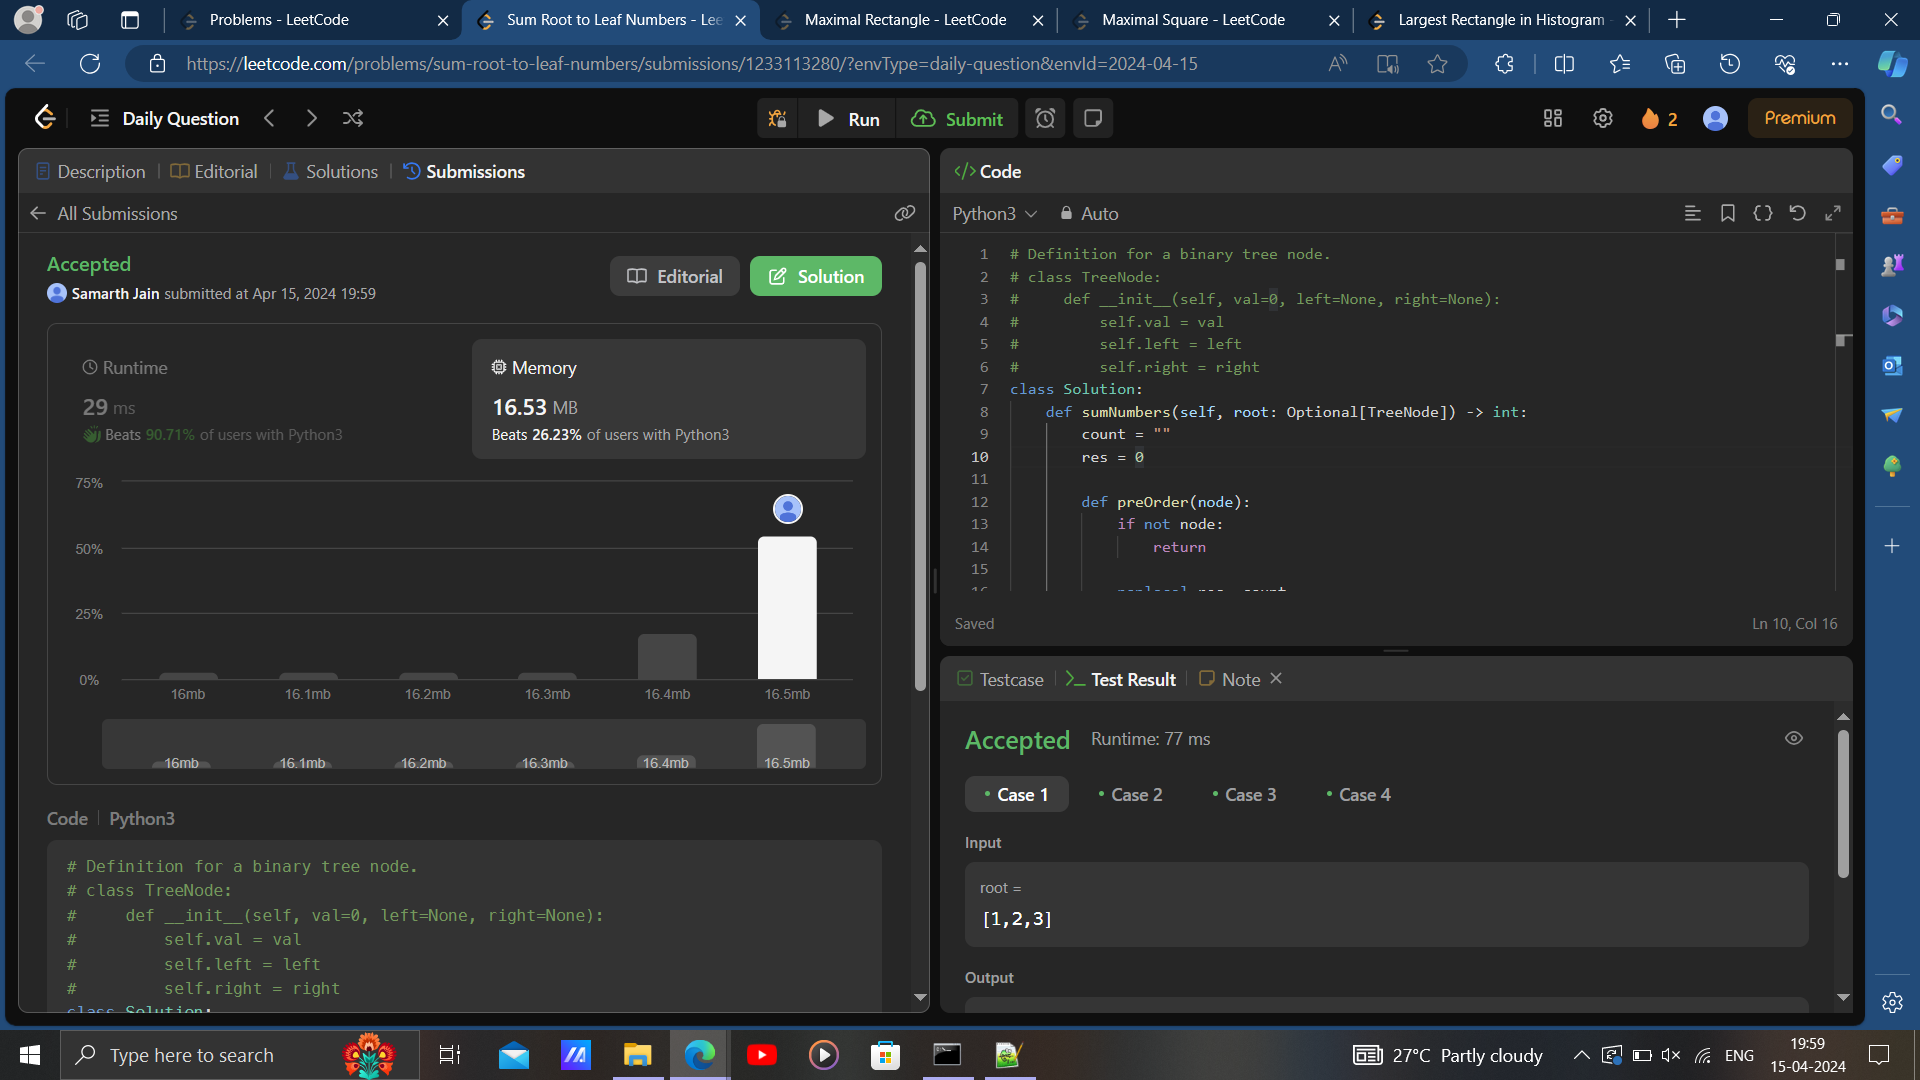 Problems - LeetCode
Sum Root to Leaf Numbers - Lee
Maximal Rectangle - LeetCode
Maximal Square - LeetCode
Largest Rectangle in Histogram -
https://leetcode.com/problems/sum-root-to-leaf-numbers/submissions/1233113280/?envType=daily-question&envId=2024-04-15
Daily Question
Run
Submit
2
Premium
Description
Editorial
Solutions
Submissions
All Submissions
Accepted
Samarth Jain submitted at Apr 15, 2024 19:59
Editorial
Solution
Runtime
29 ms
Beats 90.71% of users with Python3
Memory
16.53 MB
Beats 26.23% of users with Python3
75%
50%
25%
0%
16mb 16.1mb 16.2mb 16.3mb 16.4mb 16.5mb
16mb 16.1mb 16.2mb 16.3mb 16.4mb 16.5mb
Code | Python3
# Definition for a binary tree node.
# class TreeNode:
#     def __init__(self, val=0, left=None, right=None):
#         self.val = val
#         self.left = left
#         self.right = right
class Solution:
</> Code
Python3
Auto
1 # Definition for a binary tree node.
2 # class TreeNode:
3 #     def __init__(self, val=0, left=None, right=None):
4 #         self.val = val
5 #         self.left = left
6 #         self.right = right
7 class Solution:
8     def sumNumbers(self, root: Optional[TreeNode]) -> int:
9         count = ""
10         res = 0
11
12         def preOrder(node):
13             if not node:
14                 return
15
16             nonlocal res, count
Saved
Ln 10, Col 16
Testcase
Test Result
Note
Accepted
Runtime: 77 ms
• Case 1
• Case 2
• Case 3
• Case 4
Input
root =
[1,2,3]
Output
Type here to search
27°C Partly cloudy
ENG
19:59
15-04-2024